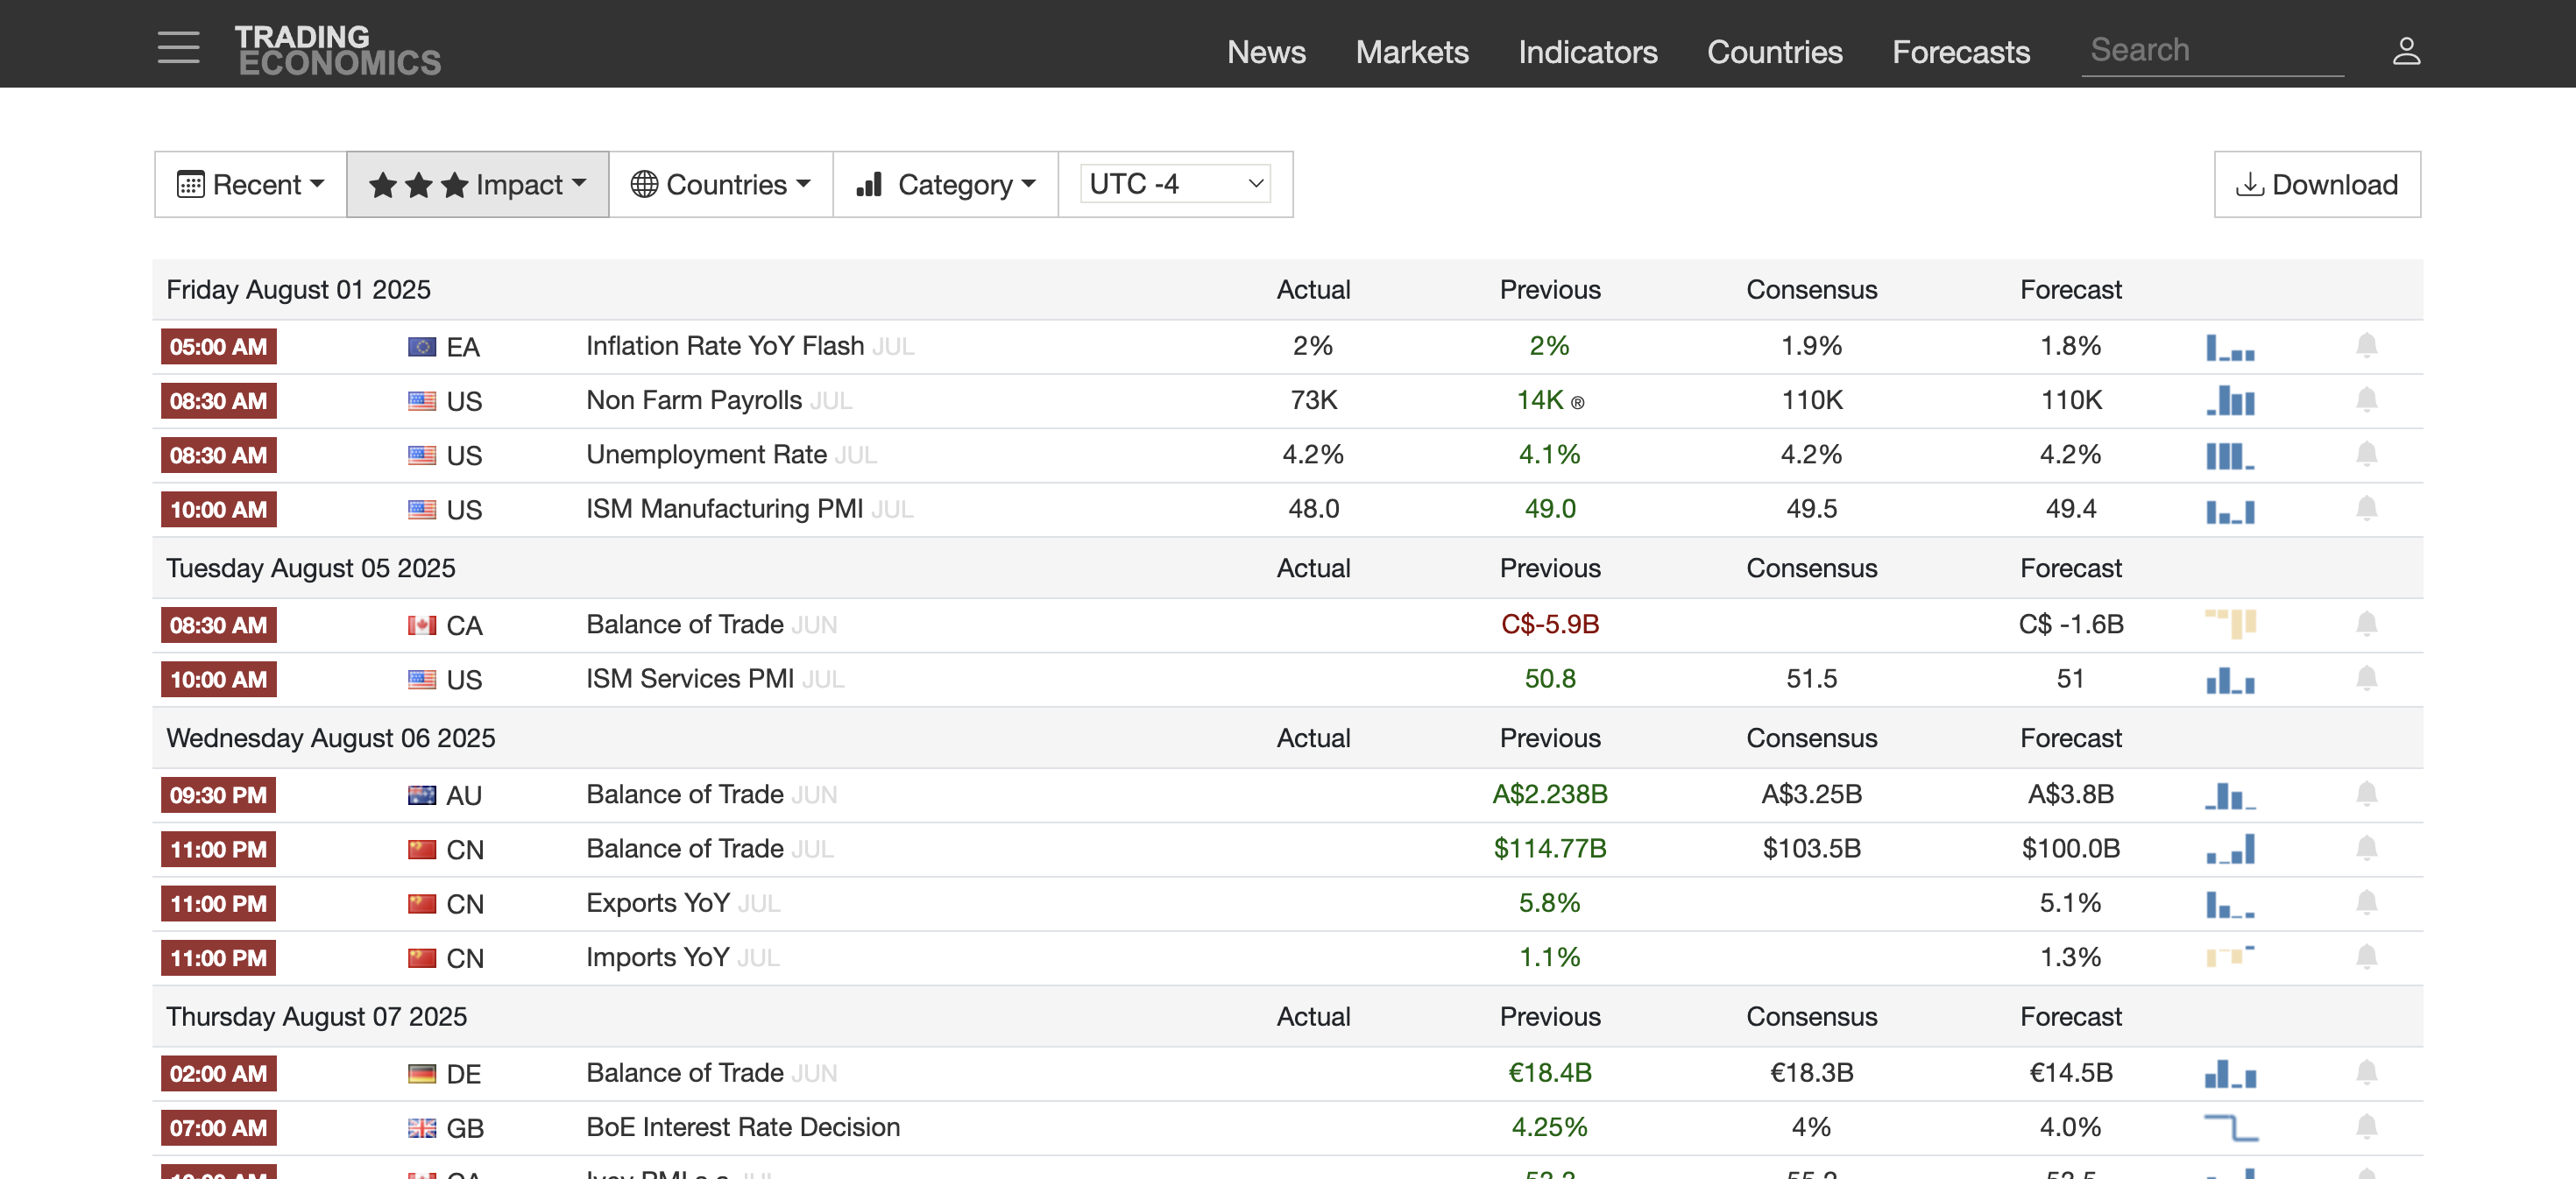 TRADING ECONOMICS News Markets Indicators Countries Forecasts Search
Recent Impact Countries Category UTC -4 Download
Friday August 01 2025 Actual Previous Consensus Forecast
05:00 AM EA Inflation Rate YoY Flash JUL 2% 2% 1.9% 1.8%
08:30 AM US Non Farm Payrolls JUL 73K 14K ® 110K 110K
08:30 AM US Unemployment Rate JUL 4.2% 4.1% 4.2% 4.2%
10:00 AM US ISM Manufacturing PMI JUL 48.0 49.0 49.5 49.4
Tuesday August 05 2025 Actual Previous Consensus Forecast
08:30 AM CA Balance of Trade JUN C$-5.9B C$ -1.6B
10:00 AM US ISM Services PMI JUL 50.8 51.5 51
Wednesday August 06 2025 Actual Previous Consensus Forecast
09:30 PM AU Balance of Trade JUN A$2.238B A$3.25B A$3.8B
11:00 PM CN Balance of Trade JUL $114.77B $103.5B $100.0B
11:00 PM CN Exports YoY JUL 5.8% 5.1%
11:00 PM CN Imports YoY JUL 1.1% 1.3%
Thursday August 07 2025 Actual Previous Consensus Forecast
02:00 AM DE Balance of Trade JUN €18.4B €18.3B €14.5B
07:00 AM GB BoE Interest Rate Decision 4.25% 4% 4.0%